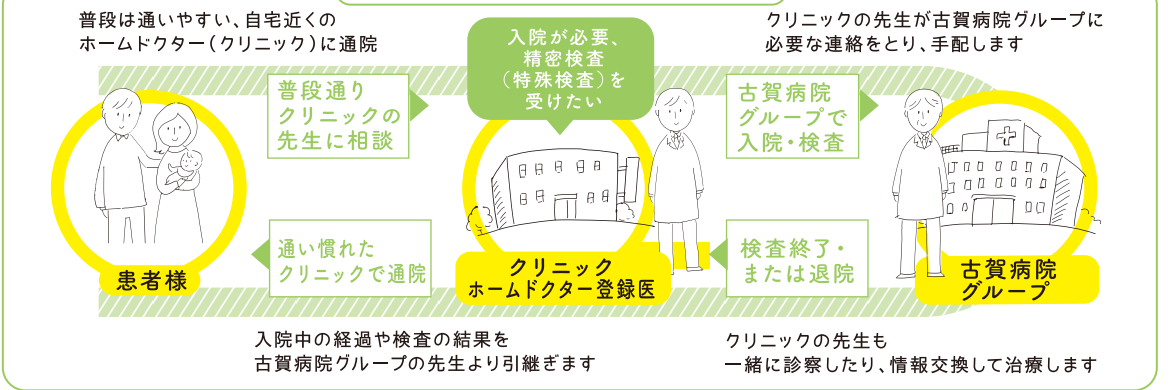 普段は通いやすい、自宅近くの
ホームドクター(クリニック)に通院
入院が必要、
精密検査
(特殊検査)を
受けたい
クリニックの先生が古賀病院グループに
必要な連絡をとり、手配します
普段通り
クリニックの
先生に相談
古賀病院
グループで
入院・検査
通い慣れた
クリニックで通院
検査終了・
または退院
患者様
クリニック
ホームドクター登録医
古賀病院
グループ
入院中の経過や検査の結果を
古賀病院グループの先生より引継ぎます
クリニックの先生も
一緒に診察したり、情報交換して治療します